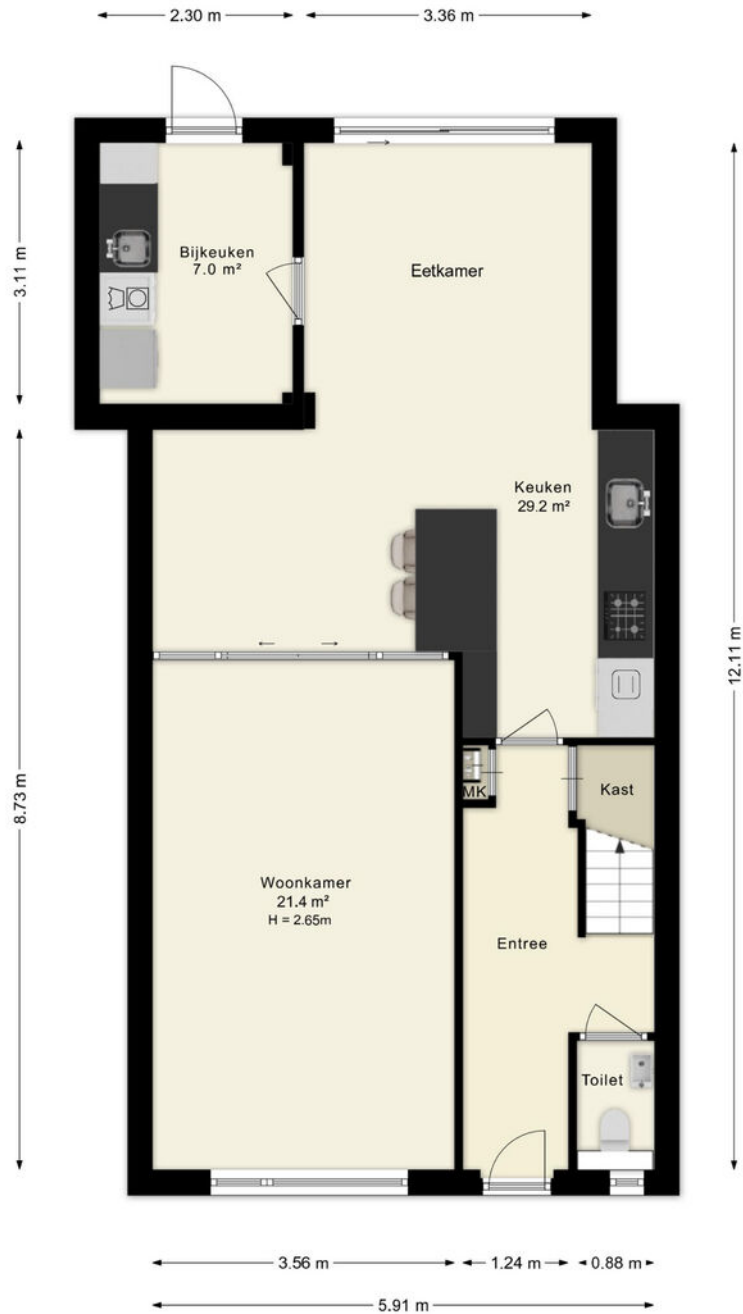 2.30 m
3.36 m
3.11 m
Bijkeuken
7.0 m²
Eetkamer
Keuken
29.2 m²
12.11 m
8.73 m
MK
Kast
Woonkamer
21.4 m²
H = 2.65m
Entree
Toilet
3.56 m
1.24 m
0.88 m
5.91 m